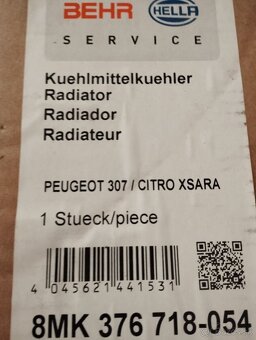 BEHR HELLA
SERVICE
Kuehlmittelkuehler
Radiator
Radiador
Radiateur
PEUGEOT 307 / CITRO XSARA
1 Stueck/piece
4 045621 441531
8MK 376 718-054